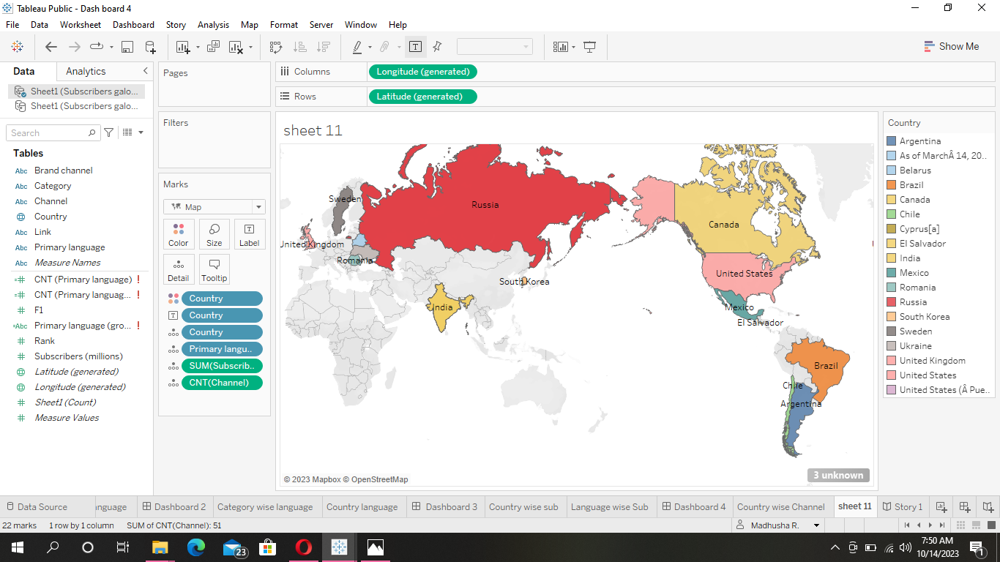 Tableau Public - Dash board 4
File Data Worksheet Dashboard Story Analysis Map Format Server Window Help
Show Me
Data Analytics
Sheet1 (Subscribers galo...
Sheet1 (Subscribers galo...
Search
Tables
Abc Brand channel
Abc Category
Abc Channel
Country
Abc Link
Abc Primary language
Abc Measure Names
=# CNT (Primary language) !
=# CNT (Primary languag... !
# F1
=Abc Primary language (gro... !
# Rank
# Subscribers (millions)
Latitude (generated)
Longitude (generated)
# Sheet1 (Count)
# Measure Values
Pages
Filters
Marks
Map
Color Size Label
Detail Tooltip
Country
Country
Country
Primary langu..
SUM(Subscrib..
CNT(Channel)
Columns Longitude (generated)
Rows Latitude (generated)
sheet 11
Sweden
Russia
Canada
United Kingdom
Romania
South Korea
United States
India
Mexico
El Salvador
Brazil
Chile
Argentina
© 2023 Mapbox © OpenStreetMap
3 unknown
Country
Argentina
As of MarchÂ 14, 20..
Belarus
Brazil
Canada
Chile
Cyprus[a]
El Salvador
India
Mexico
Romania
Russia
South Korea
Sweden
Ukraine
United Kingdom
United States
United States (Â Pue..
Data Source nguage Dashboard 2 Category wise language Country language Dashboard 3 Country wise sub Language wise Sub Dashboard 4 Country wise Channel sheet 11 Story 1
22 marks 1 row by 1 column SUM of CNT(Channel): 51 Madhusha R.
23
7:50 AM
10/14/2023
1